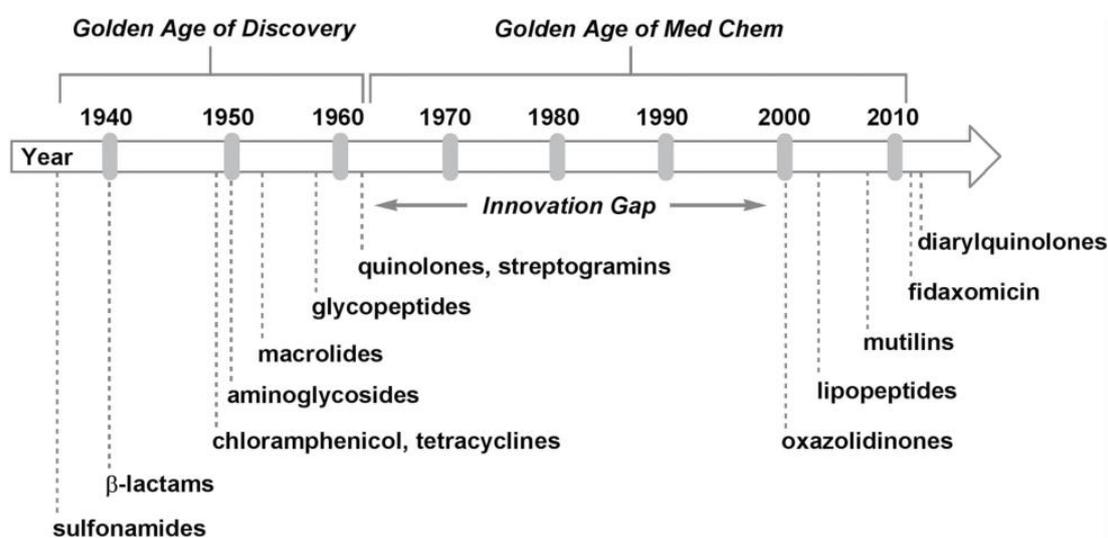 Golden Age of Discovery
Golden Age of Med Chem
1940 1950 1960 1970 1980 1990 2000 2010
Year
Innovation Gap
diarylquinolones
quinolones, streptogramins
fidaxomicin
glycopeptides
mutilins
macrolides
lipopeptides
aminoglycosides
chloramphenicol, tetracyclines
oxazolidinones
β-lactams
sulfonamides